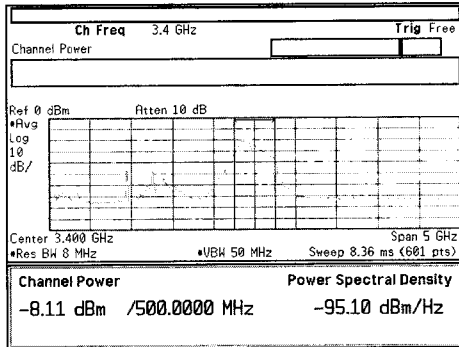 Ch Freq 3.4 GHz Trig Free
Channel Power
Ref 0 dBm Atten 10 dB
•Avg
Log
10
dB/
Center 3.400 GHz Span 5 GHz
•Res BW 8 MHz •VBW 50 MHz Sweep 8.36 ms (601 pts)
Channel Power Power Spectral Density
-8.11 dBm /500.0000 MHz -95.10 dBm/Hz